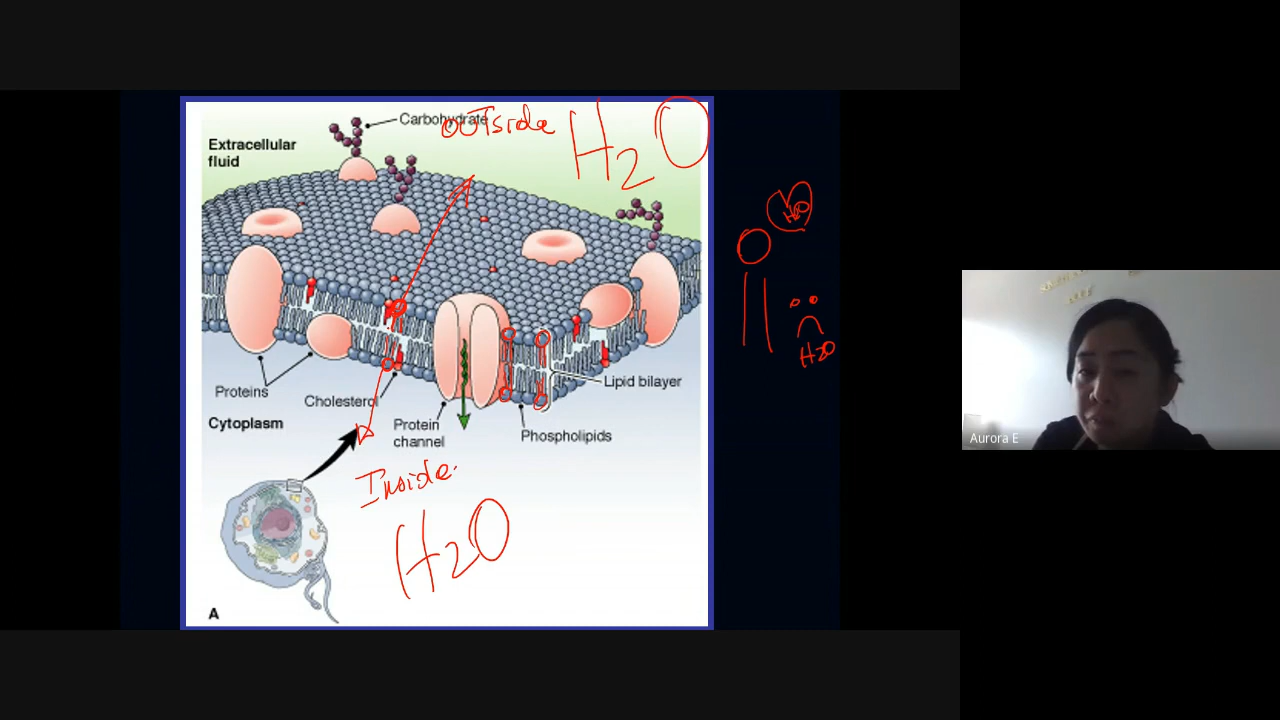 Carbohydrate
outside
H2O
Extracellular
fluid
H2O
H2O
Lipid bilayer
Proteins
Cholesterol
Cytoplasm
Protein
channel
Phospholipids
Inside
H2O
A
Aurora E